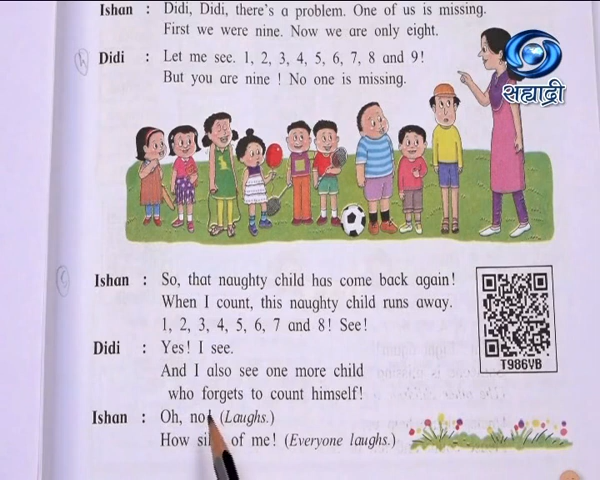 Ishan : Didi, Didi, there's a problem. One of us is missing.
First we were nine. Now we are only eight.
Didi : Let me see. 1, 2, 3, 4, 5, 6, 7, 8 and 9!
But you are nine ! No one is missing.
सह्याद्री
Ishan : So, that naughty child has come back again!
When I count, this naughty child runs away.
1, 2, 3, 4, 5, 6, 7 and 8! See!
T986VB
Didi : Yes! I see.
And I also see one more child
who forgets to count himself!
Ishan : Oh, no! (Laughs.)
How of me! (Everyone laughs.)